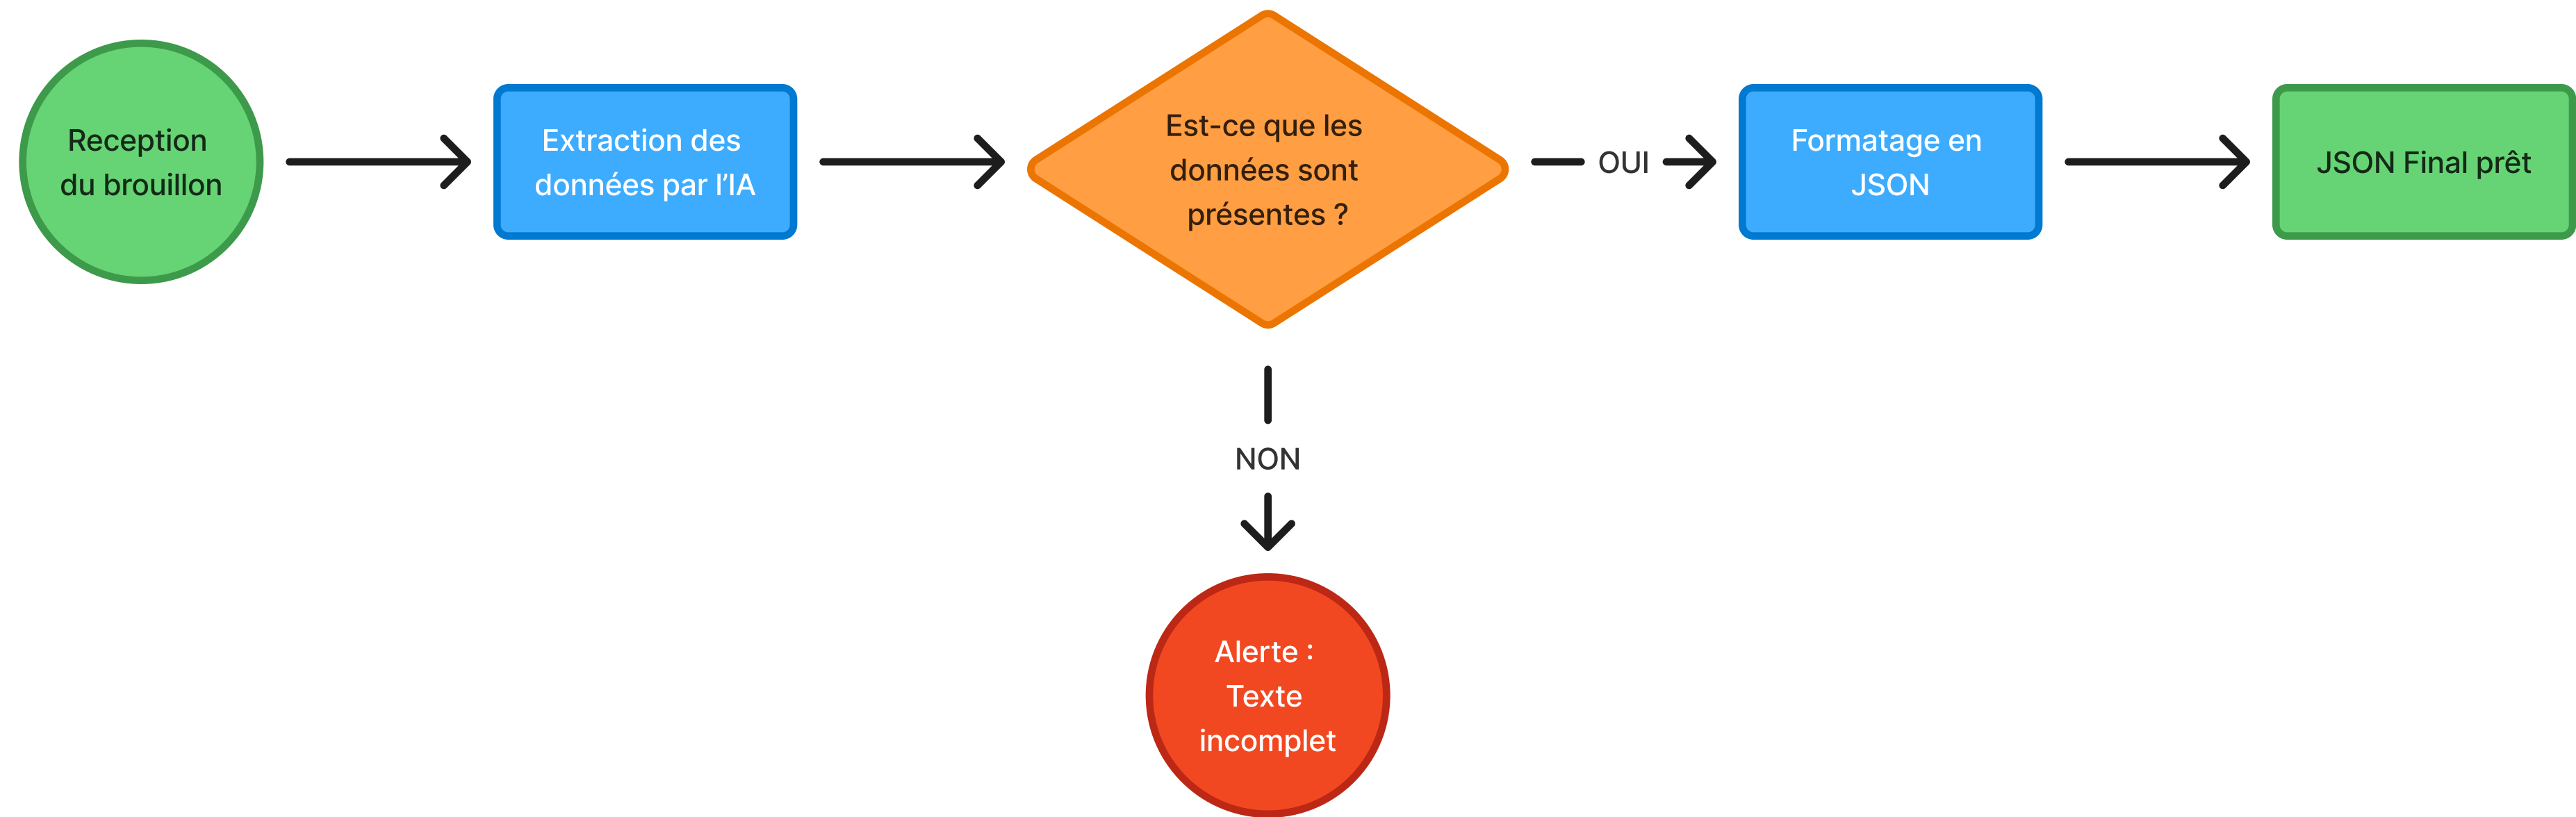 Reception
du brouillon
Extraction des
données par l’IA
Est-ce que les
données sont
présentes ?
OUI
Formatage en
JSON
JSON Final prêt
NON
Alerte :
Texte
incomplet